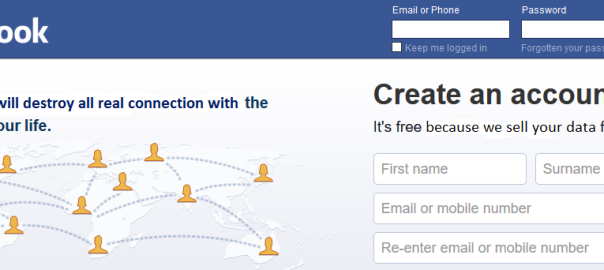 Email or Phone Password
ook
Keep me logged in Forgotten your pass
Create an accoun
will destroy all real connection with the
our life.
It's free because we sell your data f
First name Surname
Email or mobile number
Re-enter email or mobile number